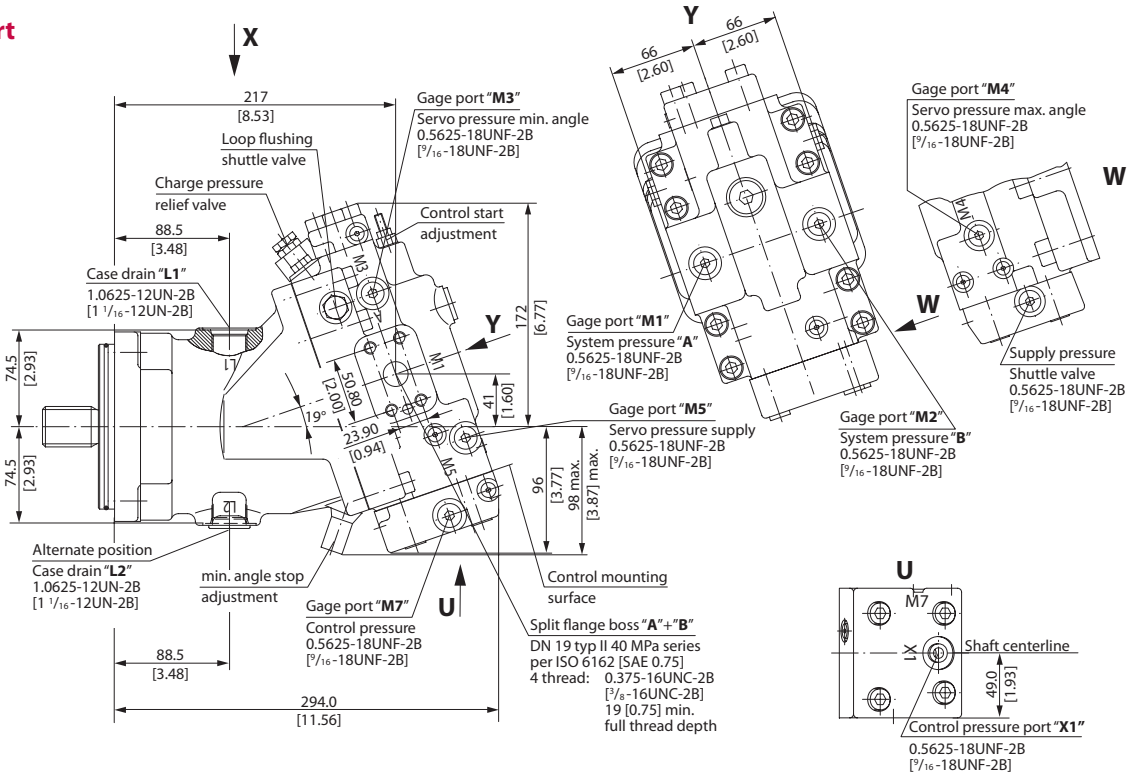 rt
X
Y
66
[2.60]
66
[2.60]
217
[8.53]
Gage port "M3"
Servo pressure min. angle
0.5625-18UNF-2B
[9/16-18UNF-2B]
Gage port "M4"
Servo pressure max. angle
0.5625-18UNF-2B
[9/16-18UNF-2B]
Loop flushing
shuttle valve
Charge pressure
relief valve
Control start
adjustment
W
M4
88.5
[3.48]
Case drain "L1"
1.0625-12UN-2B
[1 1/16-12UN-2B]
M3
172
[6.77]
Y
W
Gage port "M1"
System pressure "A"
0.5625-18UNF-2B
[9/16-18UNF-2B]
Supply pressure
Shuttle valve
0.5625-18UNF-2B
[9/16-18UNF-2B]
74.5
[2.93]
L1
M1
50.80
[2.00]
41
[1.60]
19°
23.90
[0.94]
Gage port "M5"
Servo pressure supply
0.5625-18UNF-2B
[9/16-18UNF-2B]
Gage port "M2"
System pressure "B"
0.5625-18UNF-2B
[9/16-18UNF-2B]
74.5
[2.93]
M5
96
[3.77]
98 max.
[3.87] max.
L2
Alternate position
Case drain "L2"
1.0625-12UN-2B
[1 1/16-12UN-2B]
min. angle stop
adjustment
U
Control mounting
surface
Gage port "M7"
Control pressure
0.5625-18UNF-2B
[9/16-18UNF-2B]
Split flange boss "A"+"B"
DN 19 typ II 40 MPa series
per ISO 6162 [SAE 0.75]
4 thread: 0.375-16UNC-2B
[3/8-16UNC-2B]
19 [0.75] min.
full thread depth
88.5
[3.48]
294.0
[11.56]
U
M7
X1
Shaft centerline
49.0
[1.93]
Control pressure port "X1"
0.5625-18UNF-2B
[9/16-18UNF-2B]